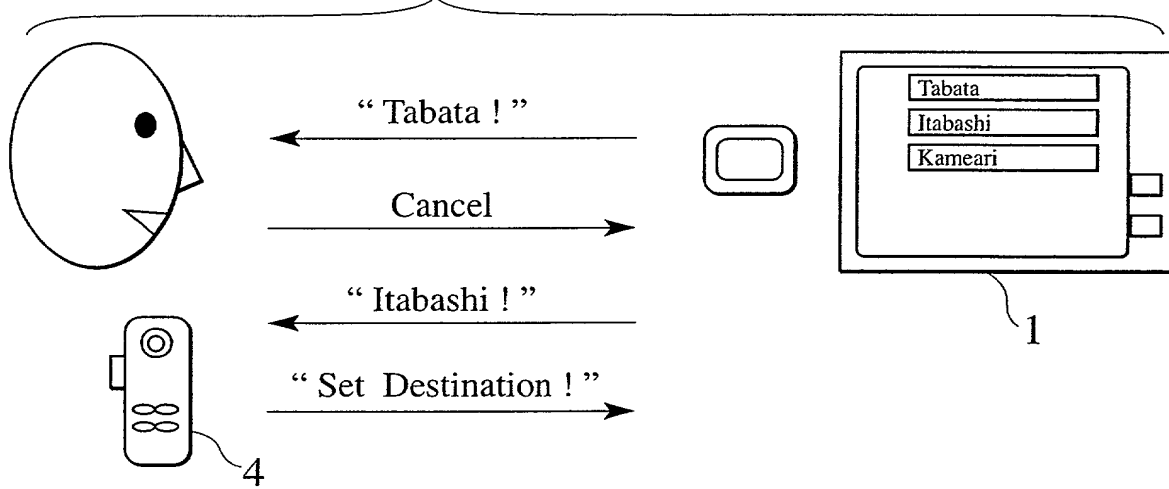 “ Tabata ! ”
Cancel
“ Itabashi ! ”
“ Set Destination ! ”
4
Tabata
Itabashi
Kameari
1